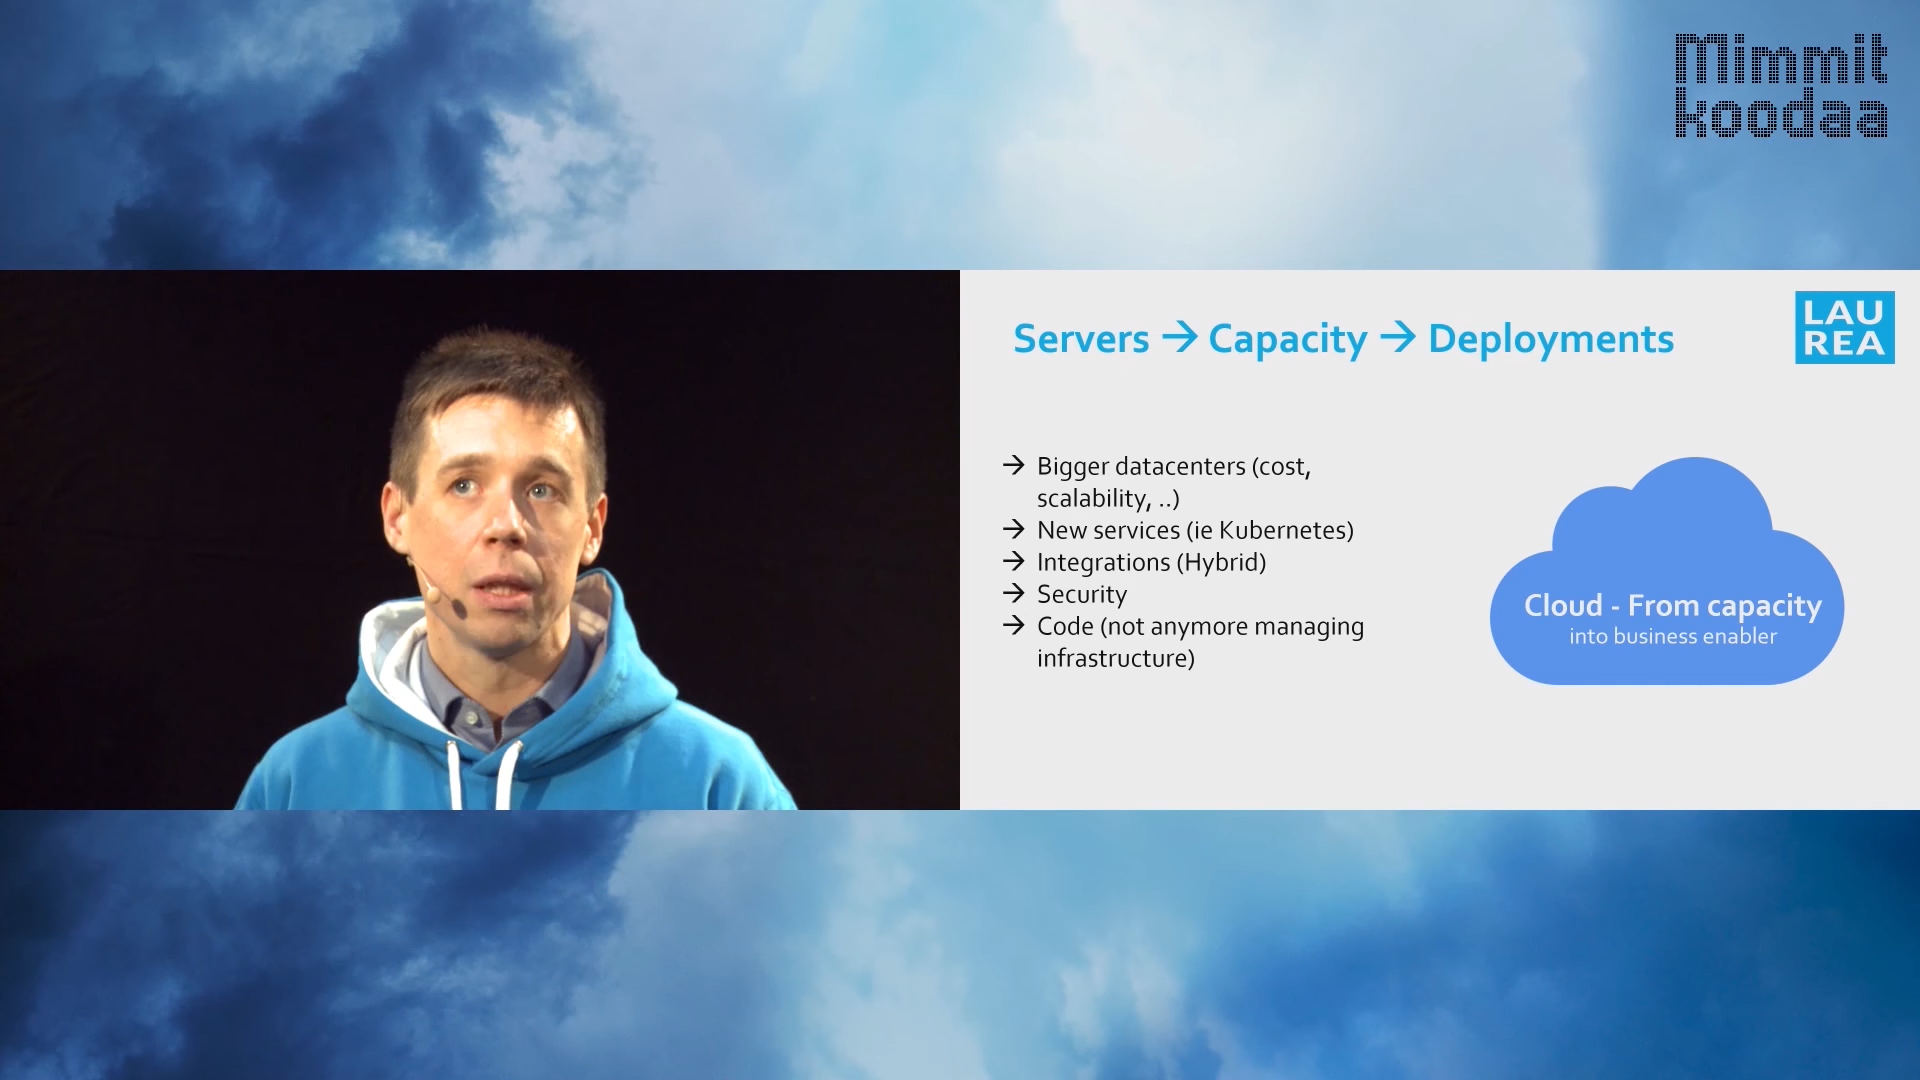 Mimmit
koodaa
Servers → Capacity → Deployments
LAU
REA
→ Bigger datacenters (cost,
scalability, ..)
→ New services (ie Kubernetes)
→ Integrations (Hybrid)
→ Security
→ Code (not anymore managing
infrastructure)
Cloud - From capacity
into business enabler